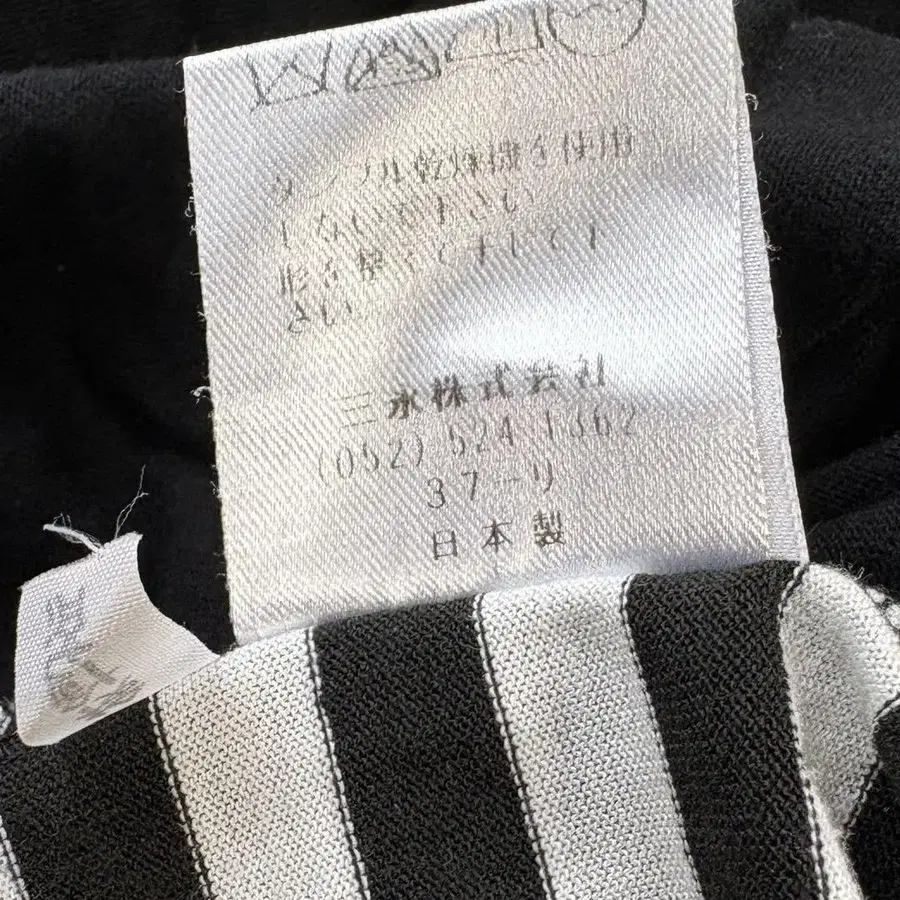 タンブル乾燥機を使用
しないで下さい
形を整えて干して下
さい
三永株式会社
(052) 524 1362
37-リ
日本製